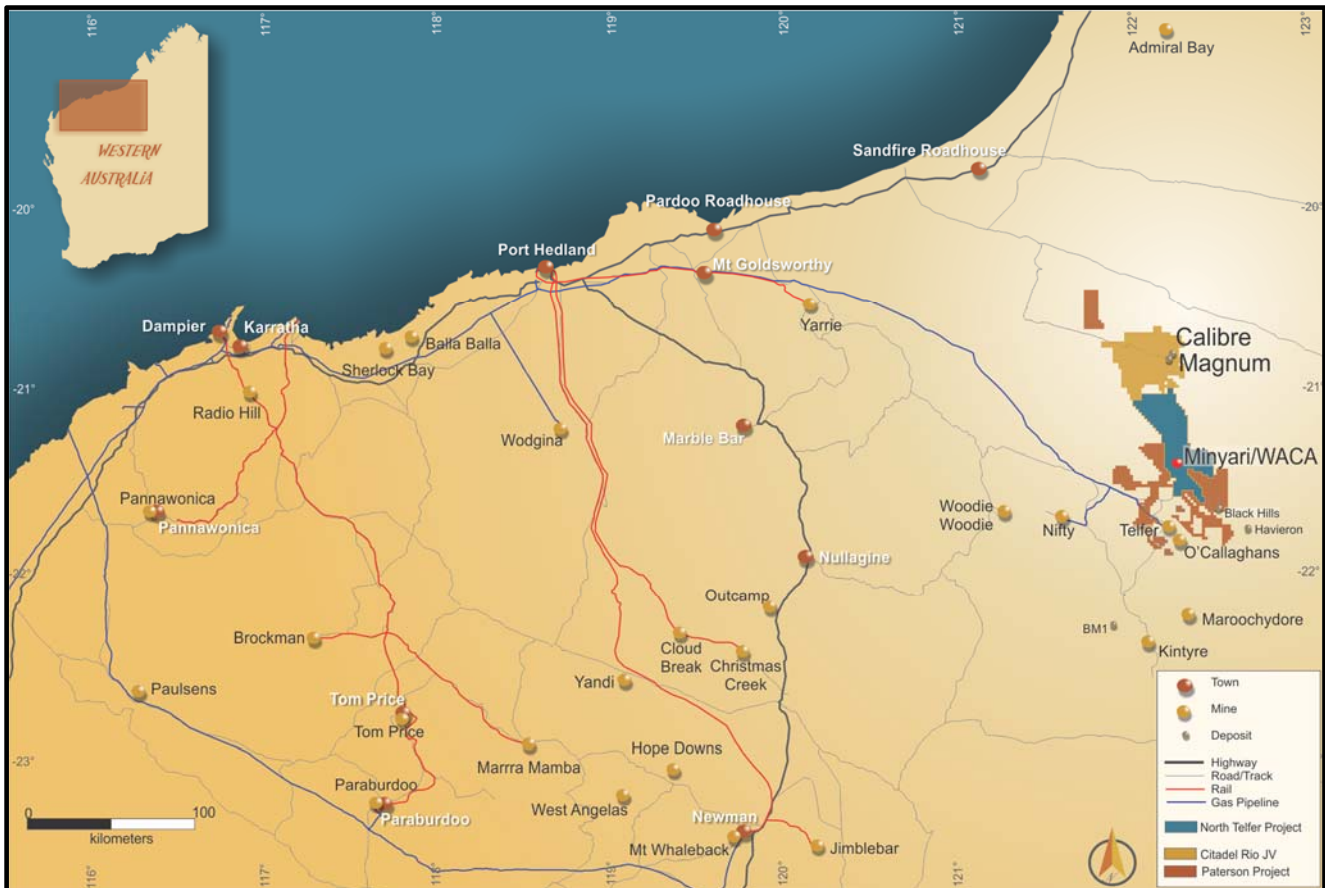 116°
117°
118°
119°
120°
121°
122°
123°
Admiral Bay
WESTERN
AUSTRALIA
Sandfire Roadhouse
-20°
-20°
Pardoo Roadhouse
Port Hedland
Mt Goldsworthy
Dampier
Karratha
Yarrie
Balla Balla
Sherlock Bay
Calibre
Magnum
-21°
-21°
Radio Hill
Wodgina
Marble Bar
Minyari/WACA
Pannawonica
Pannawonica
Woodie
Woodie
Nifty
Telfer
Black Hills
Havieron
O'Callaghans
Nullagine
-22°
-22°
Outcamp
Brockman
Cloud
Break
Christmas
Creek
BM1
Maroochydore
Kintyre
Paulsens
Yandi
Tom Price
Tom Price
Marrra Mamba
Hope Downs
-23°
Paraburdoo
Paraburdoo
West Angelas
Newman
Mt Whaleback
Jimblebar
0
100
kilometers
Town
Mine
Deposit
Highway
Road/Track
Rail
Gas Pipeline
North Telfer Project
Citadel Rio JV
Paterson Project
N
116°
117°
118°
119°
120°
121°